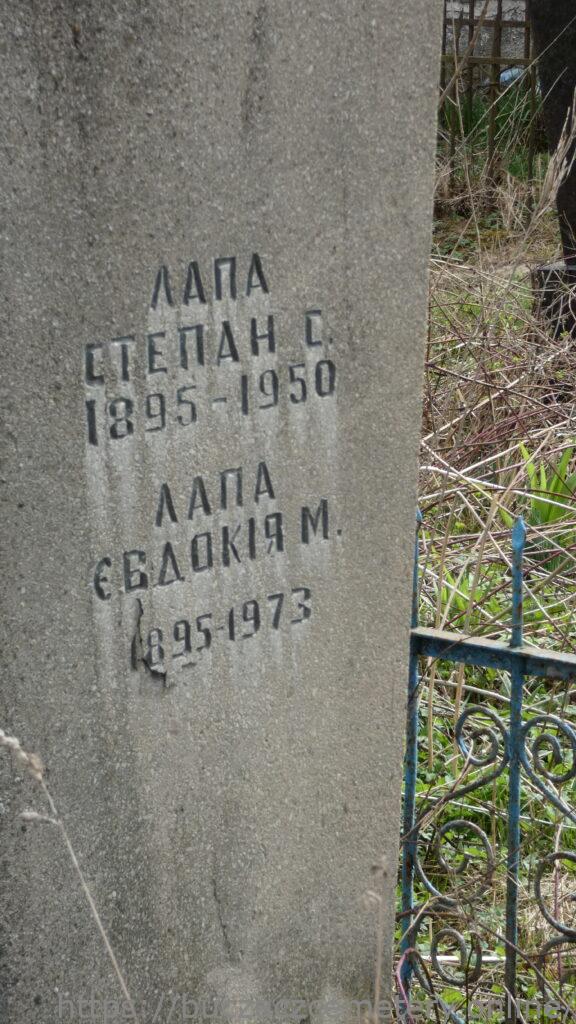 ЛАПА
СТЕПАН С.
1895-1950
ЛАПА
ЄВДОКІЯ М.
1895-1973